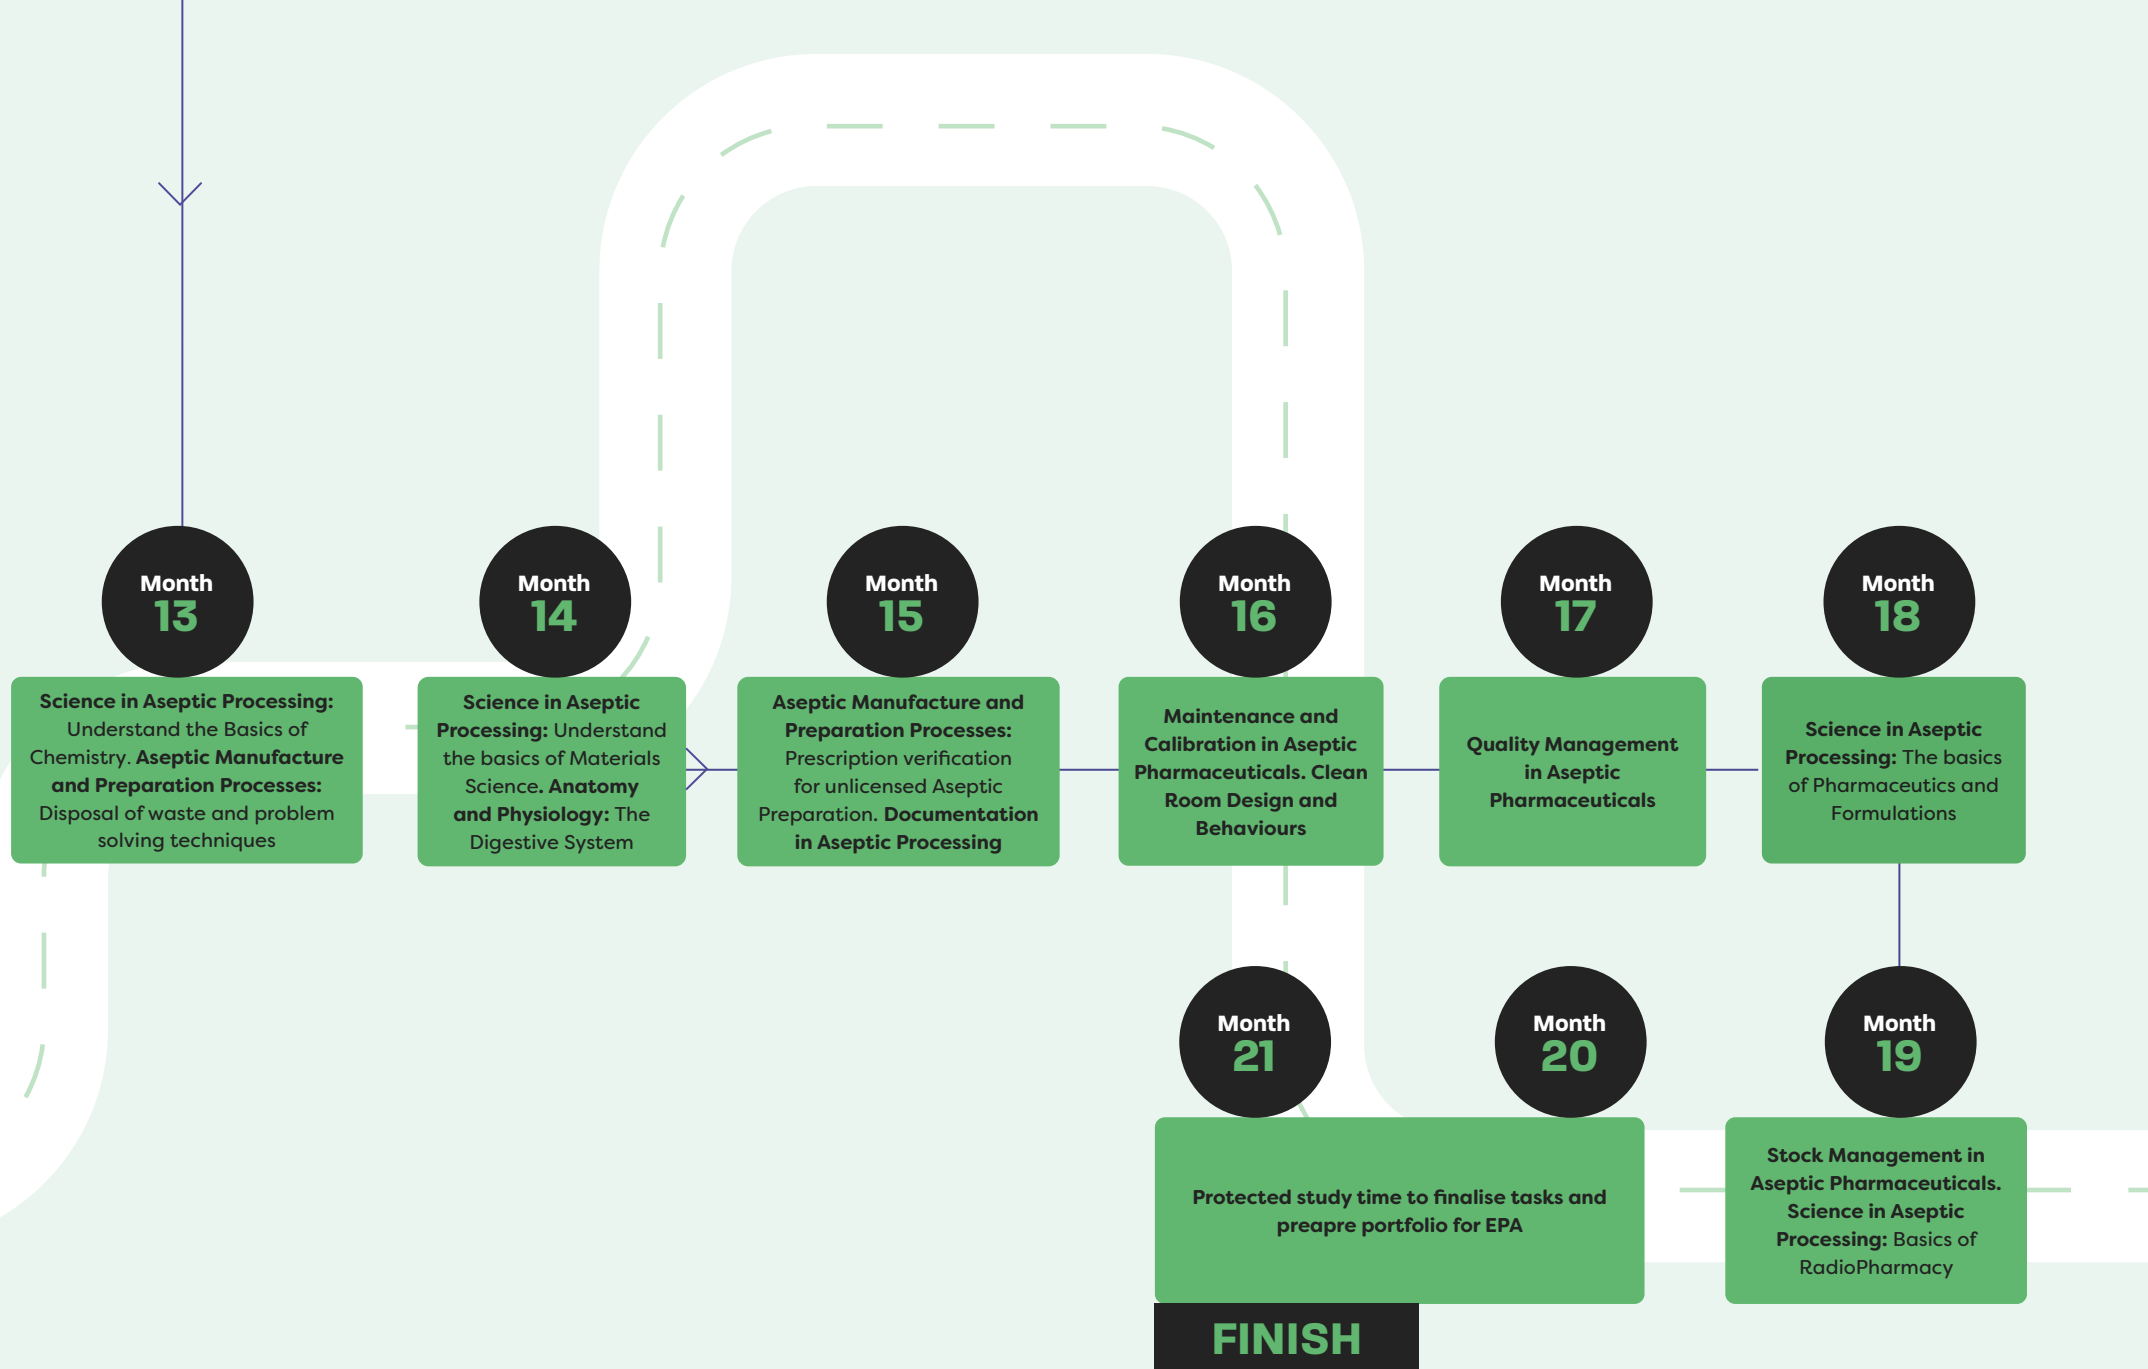 Month
13
Science in Aseptic Processing:
Understand the Basics of
Chemistry. Aseptic Manufacture
and Preparation Processes:
Disposal of waste and problem
solving techniques
Month
14
Science in Aseptic
Processing: Understand
the basics of Materials
Science. Anatomy
and Physiology: The
Digestive System
Month
15
Aseptic Manufacture and
Preparation Processes:
Prescription verification
for unlicensed Aseptic
Preparation. Documentation
in Aseptic Processing
Month
16
Maintenance and
Calibration in Aseptic
Pharmaceuticals. Clean
Room Design and
Behaviours
Month
17
Quality Management
in Aseptic
Pharmaceuticals
Month
18
Science in Aseptic
Processing: The basics
of Pharmaceutics and
Formulations
Month
19
Stock Management in
Aseptic Pharmaceuticals.
Science in Aseptic
Processing: Basics of
RadioPharmacy
Month
20
Month
21
Protected study time to finalise tasks and
preapre portfolio for EPA
FINISH